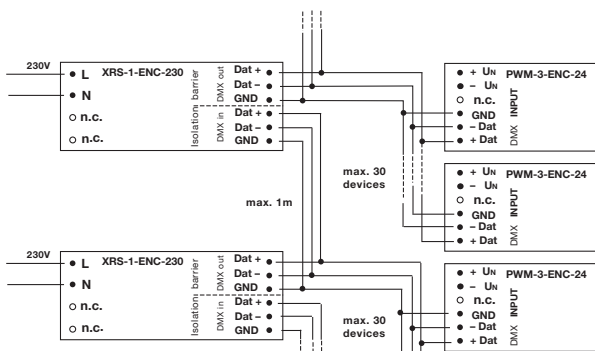 230V
L
XRS-1-ENC-230
N
n.c.
n.c.
Isolation barrier
DMX out
DMX in
Dat +
Dat –
GND
Dat +
Dat –
GND
+ UN
PWM-3-ENC-24
– UN
n.c.
GND
– Dat
+ Dat
INPUT
DMX
max. 30
devices
max. 1m
+ UN
PWM-3-ENC-24
– UN
n.c.
GND
– Dat
+ Dat
INPUT
DMX
230V
L
XRS-1-ENC-230
N
n.c.
n.c.
Isolation barrier
DMX out
DMX in
Dat +
Dat –
GND
Dat +
Dat –
GND
max. 30
devices
+ UN
PWM-3-ENC-24
– UN
n.c.
GND
– Dat
+ Dat
INPUT
DMX